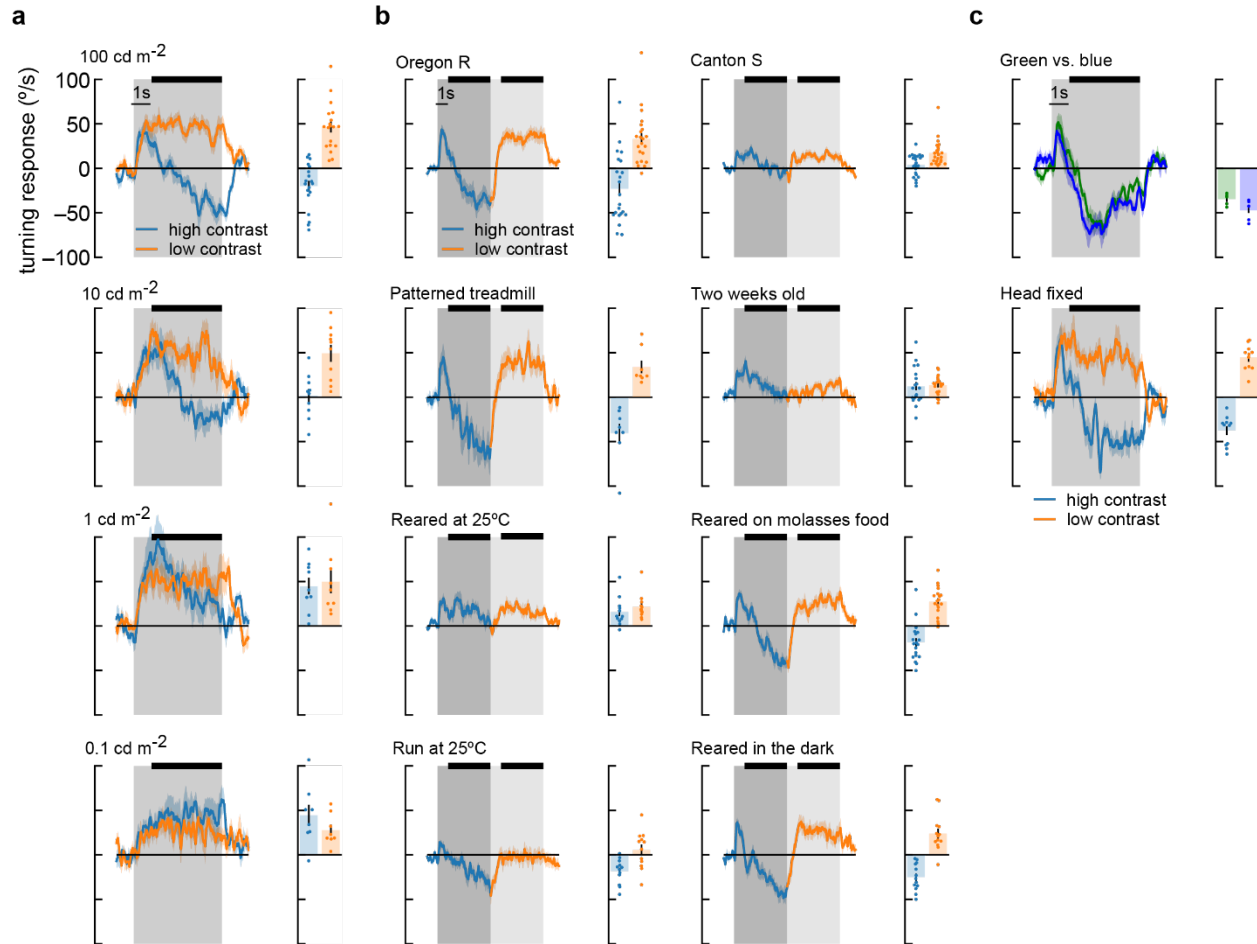 a
b
c
100 cd m-2
Oregon R
Canton S
Green vs. blue
turning response (º/s)
100
50
0
−50
−100
1s
1s
1s
high contrast
low contrast
high contrast
low contrast
10 cd m-2
Patterned treadmill
Two weeks old
Head fixed
high contrast
low contrast
1 cd m-2
Reared at 25ºC
Reared on molasses food
0.1 cd m-2
Run at 25ºC
Reared in the dark